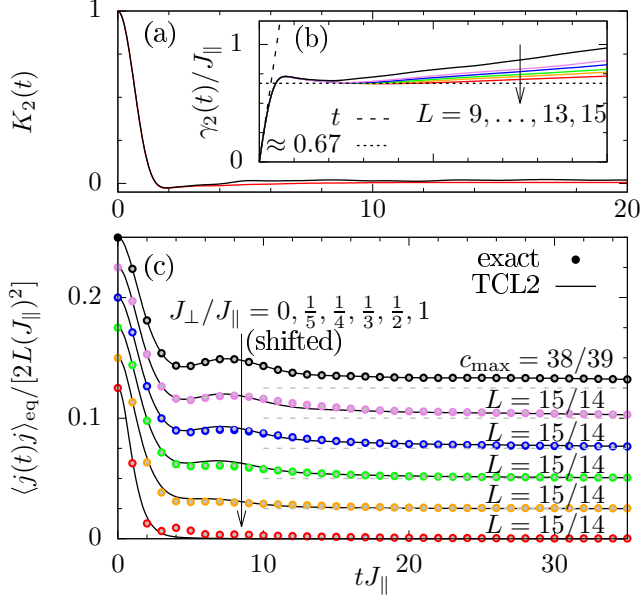 1
(a)
K₂(t)
0
0
10
20
(b)
1
γ₂(t)/J∥
0
t
≈ 0.67
L = 9, . . . , 13, 15
(c)
0.2
0.1
0
⟨j(t)j⟩eq/[2L(J∥)²]
exact
TCL2
J⊥/J∥ = 0, 1/5, 1/4, 1/3, 1/2, 1
(shifted)
cmax = 38/39
L = 15/14
L = 15/14
L = 15/14
L = 15/14
L = 15/14
0
10
20
30
tJ∥